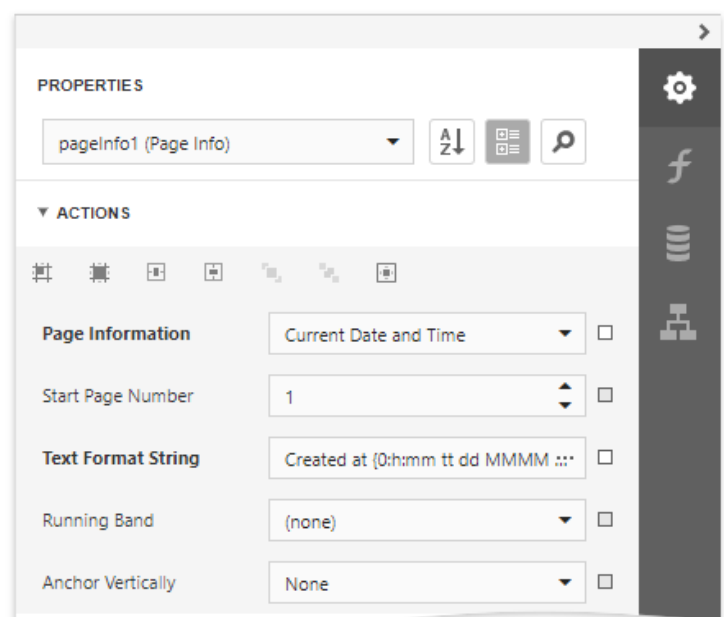 PROPERTIES
pageInfo1 (Page Info)
A
Z
ACTIONS
Page Information
Current Date and Time
Start Page Number
1
Text Format String
Created at {0:h:mm tt dd MMMM
Running Band
(none)
Anchor Vertically
None